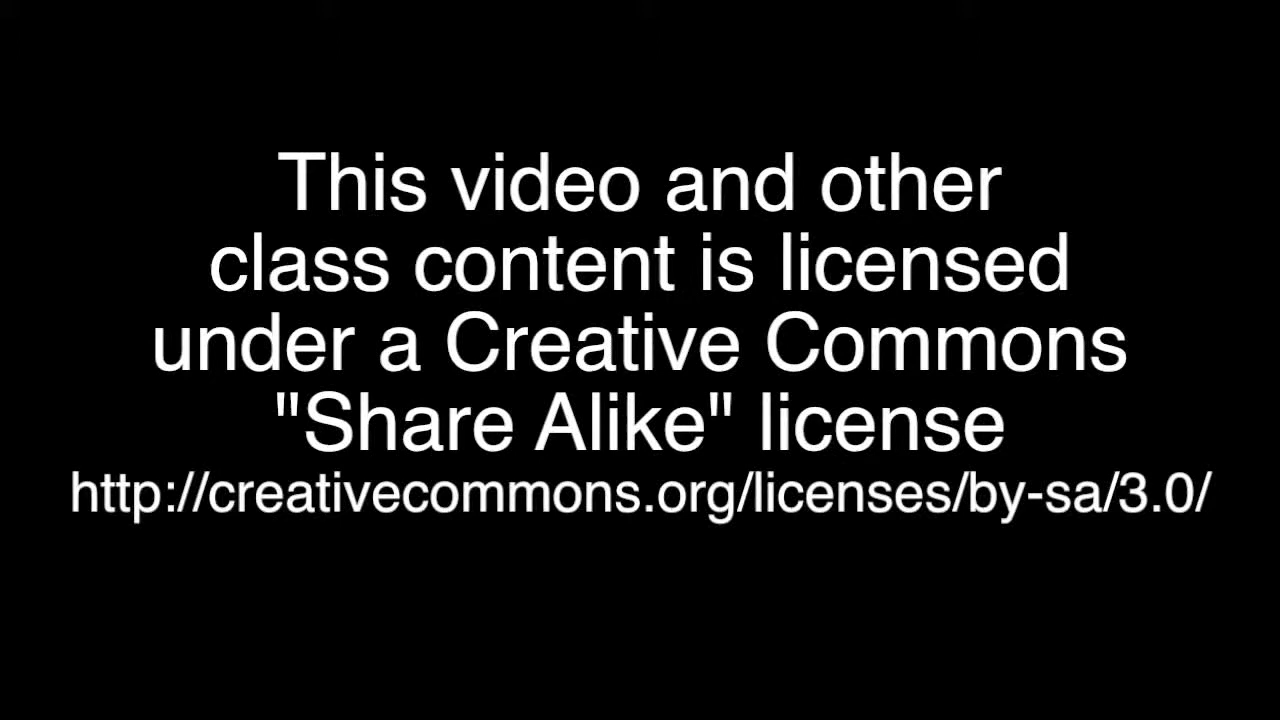 This video and other
class content is licensed
under a Creative Commons
"Share Alike" license
http://creativecommons.org/licenses/by-sa/3.0/